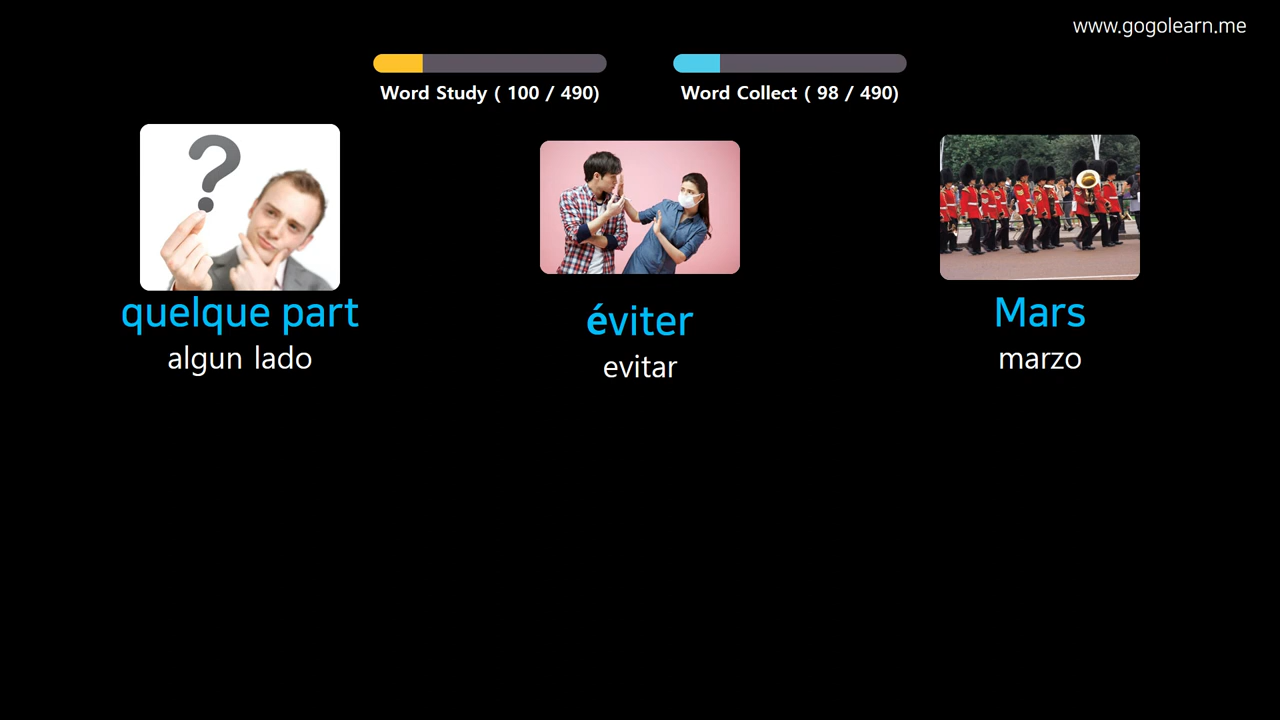 www.gogolearn.me
Word Study ( 100 / 490)
Word Collect ( 98 / 490)
quelque part
algun lado
éviter
evitar
Mars
marzo